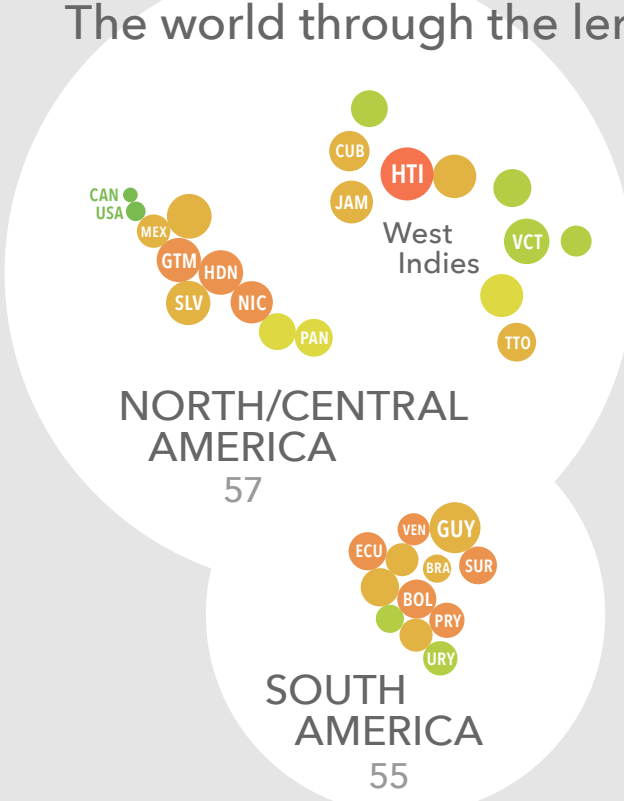 The world through the
CUB
HTI
JAM
CAN
USA
MEX
West
Indies
VCT
GTM
HDN
SLV
NIC
PAN
TTO
NORTH/CENTRAL
AMERICA
57
VEN
GUY
ECU
BRA
SUR
BOL
PRY
URY
SOUTH
AMERICA
55